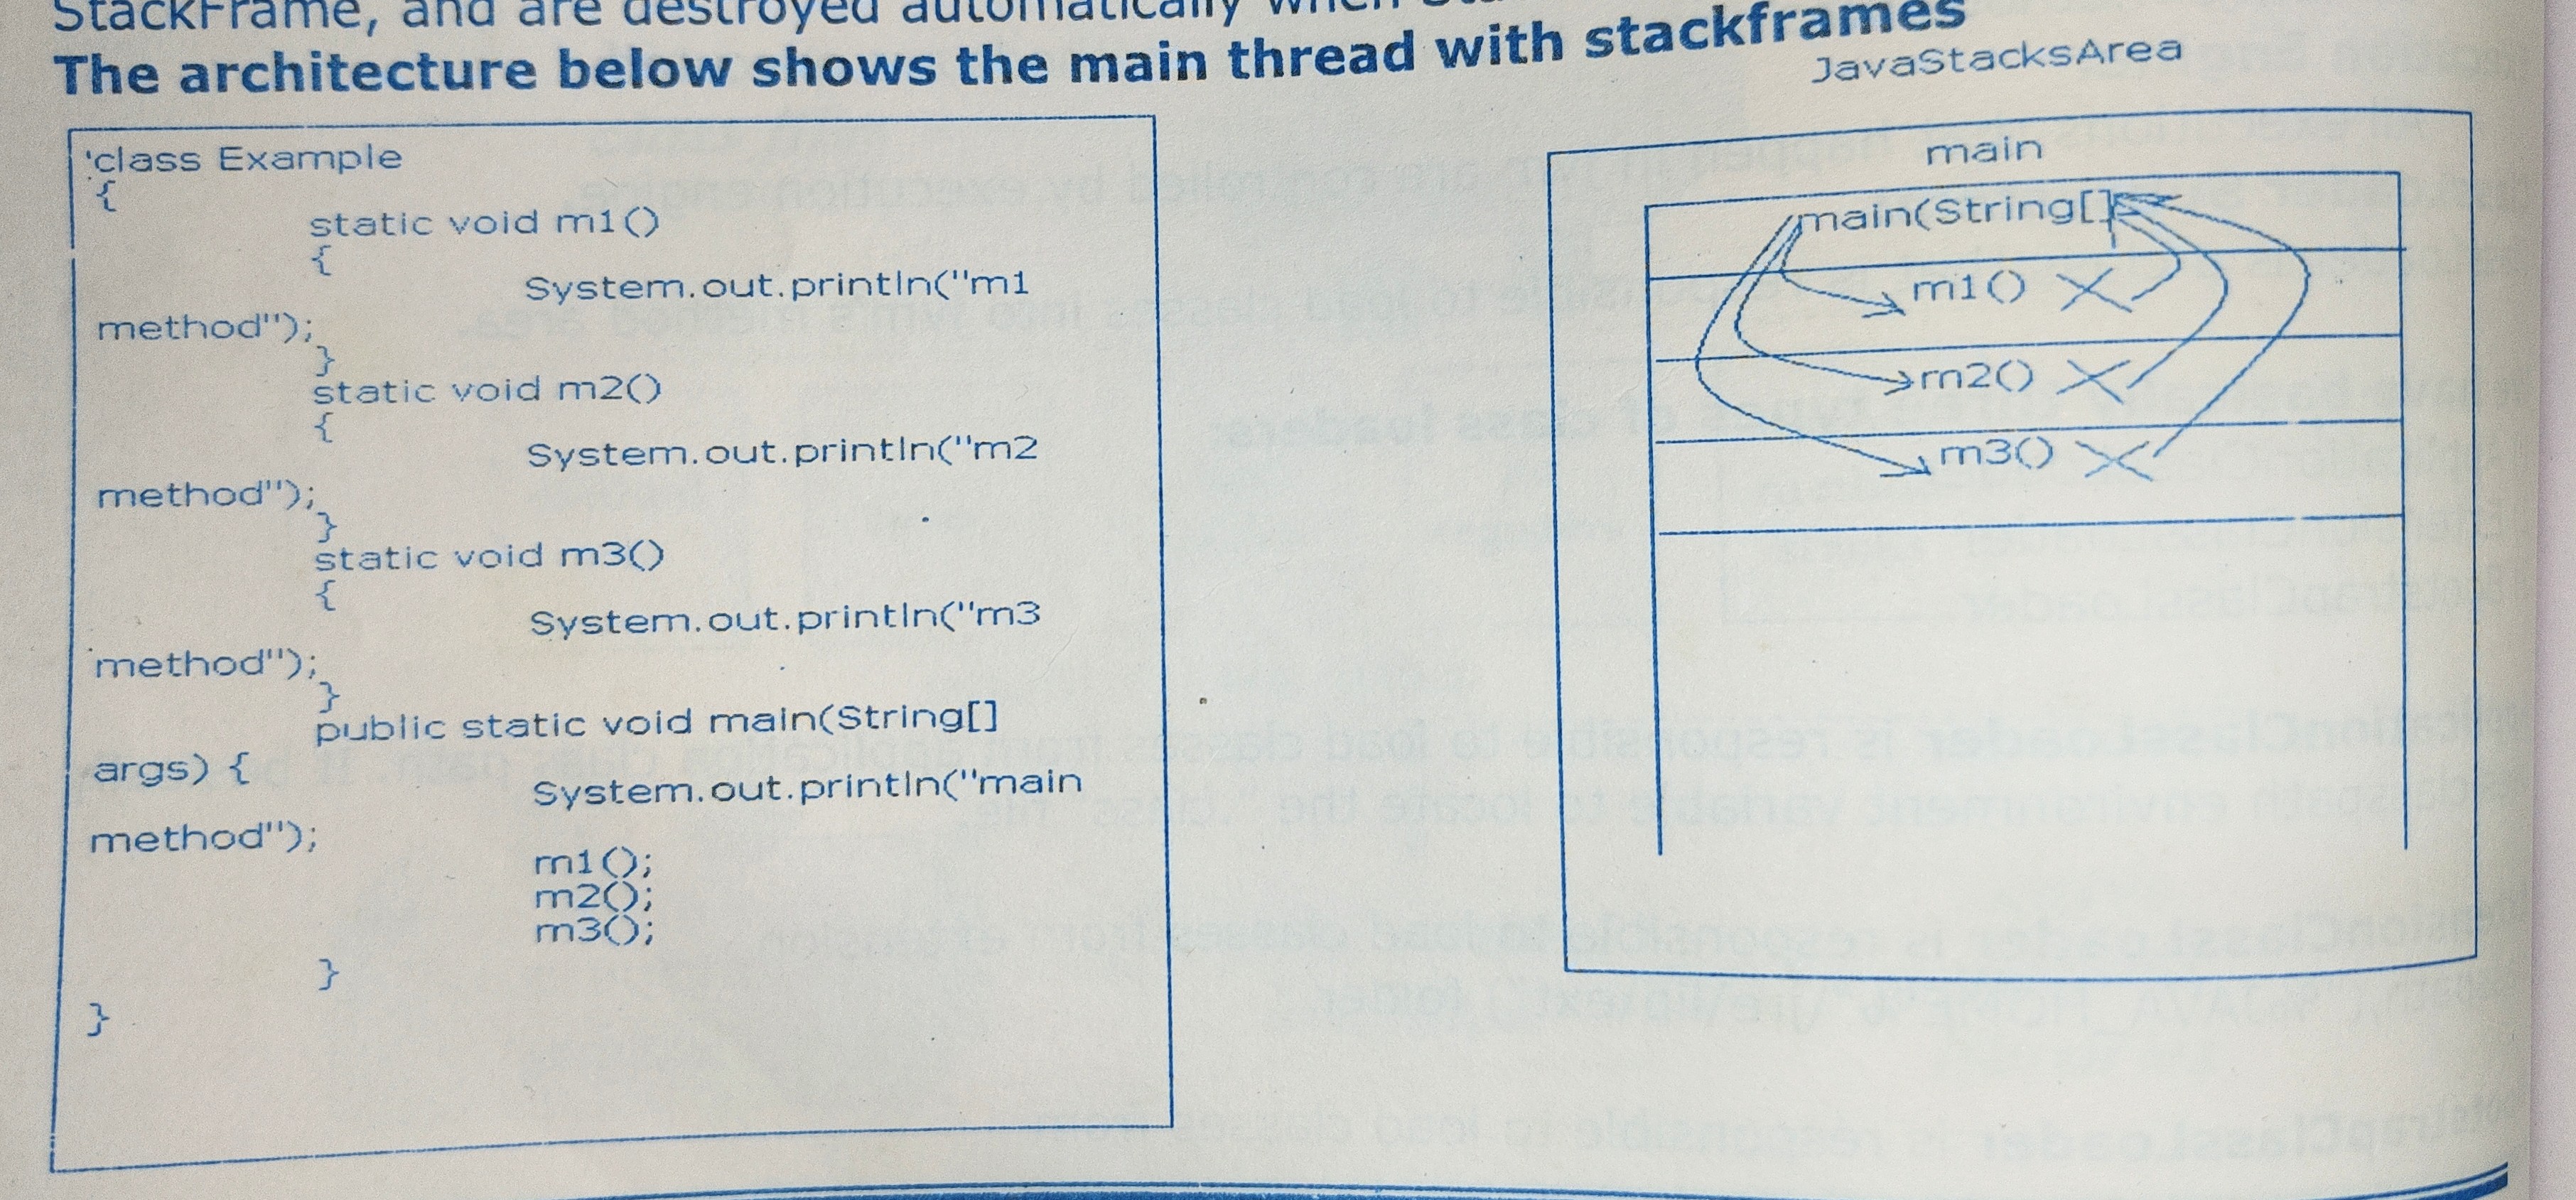 StackFrame, and are destroyed automatically when
The architecture below shows the main thread with stackframes
JavaStacksArea
class Example
{
static void m1()
{
System.out.println("m1
method");
}
static void m2()
{
System.out.println("m2
method");
}
static void m3()
{
System.out.println("m3
method");
}
public static void main(String[]
args) {
System.out.println("main
method");
m1();
m2();
m3();
}
}
main
main(String[]
m1()
m2()
m3()